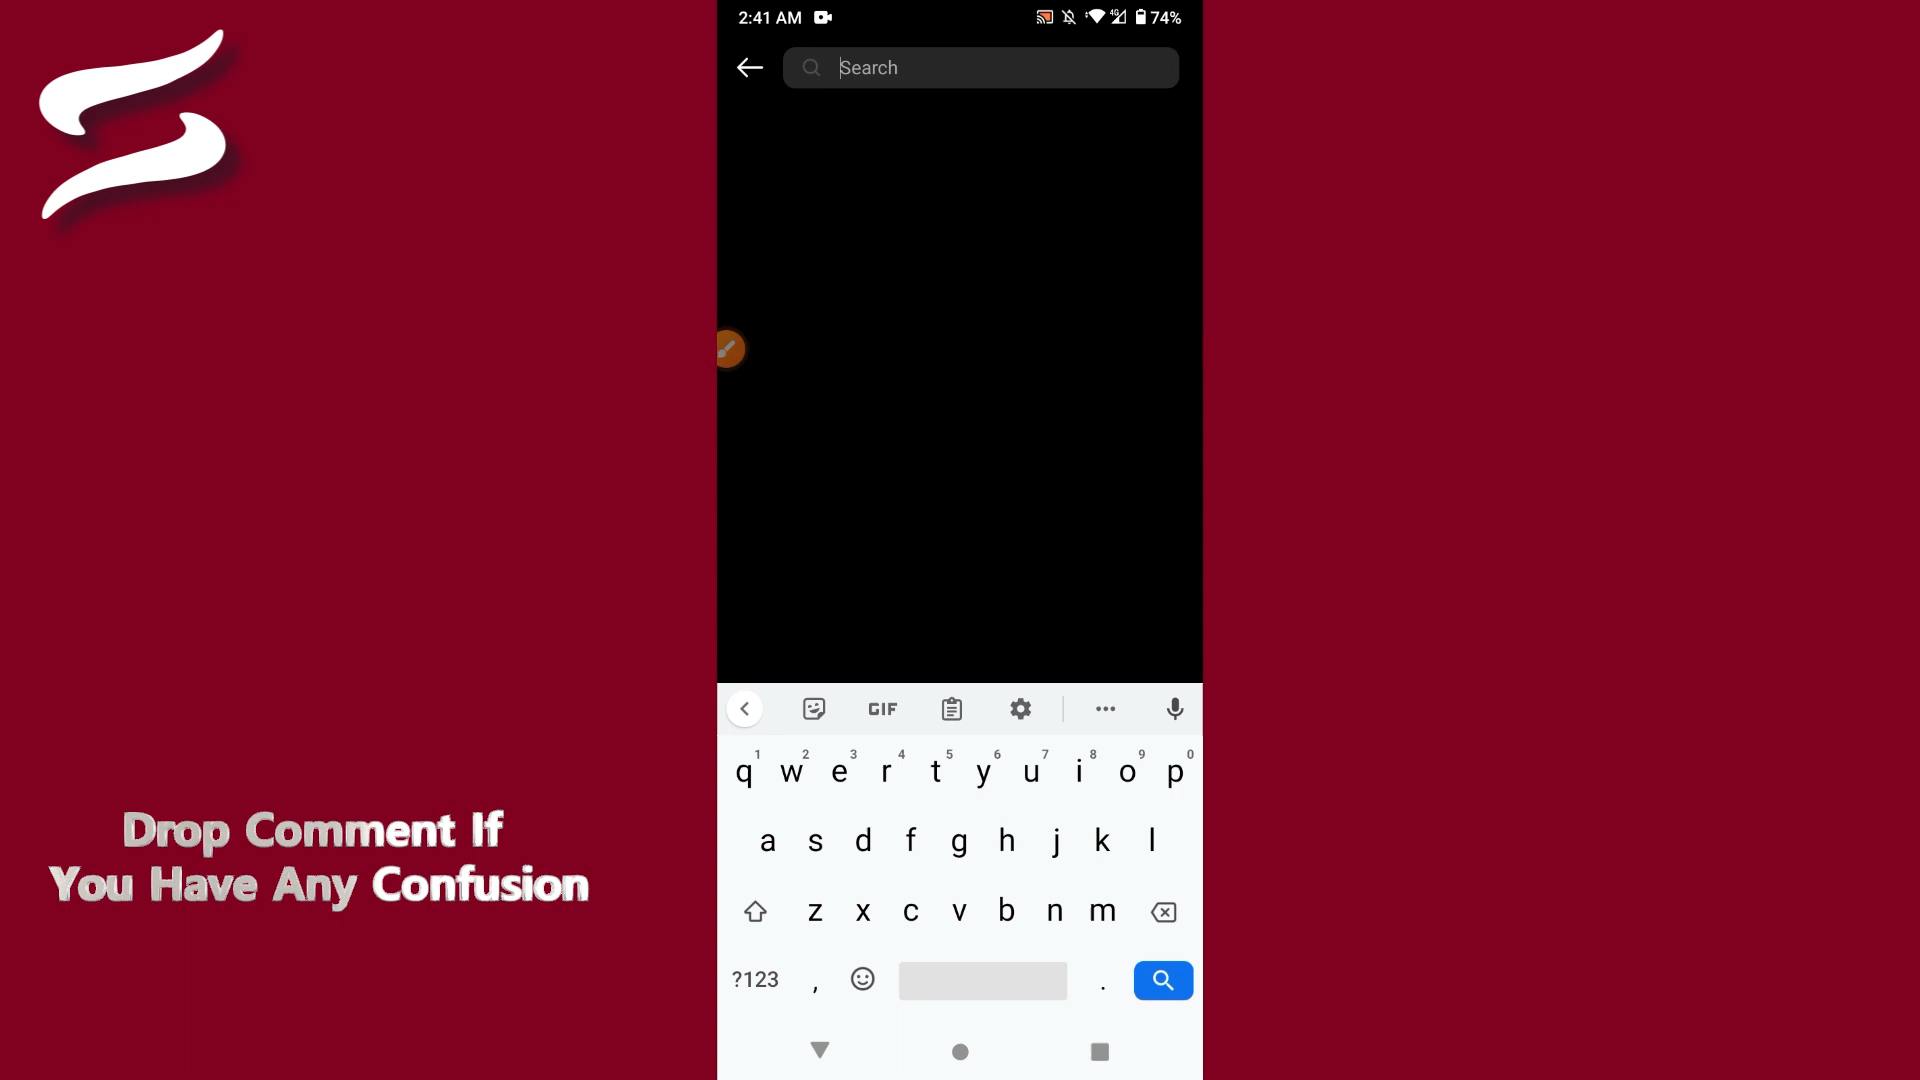 2:41 AM
4G
74%
Search
GIF
1 2 3 4 5 6 7 8 9 0
q w e r t y u i o p
a s d f g h j k l
z x c v b n m
?123 , .
Drop Comment If
You Have Any Confusion